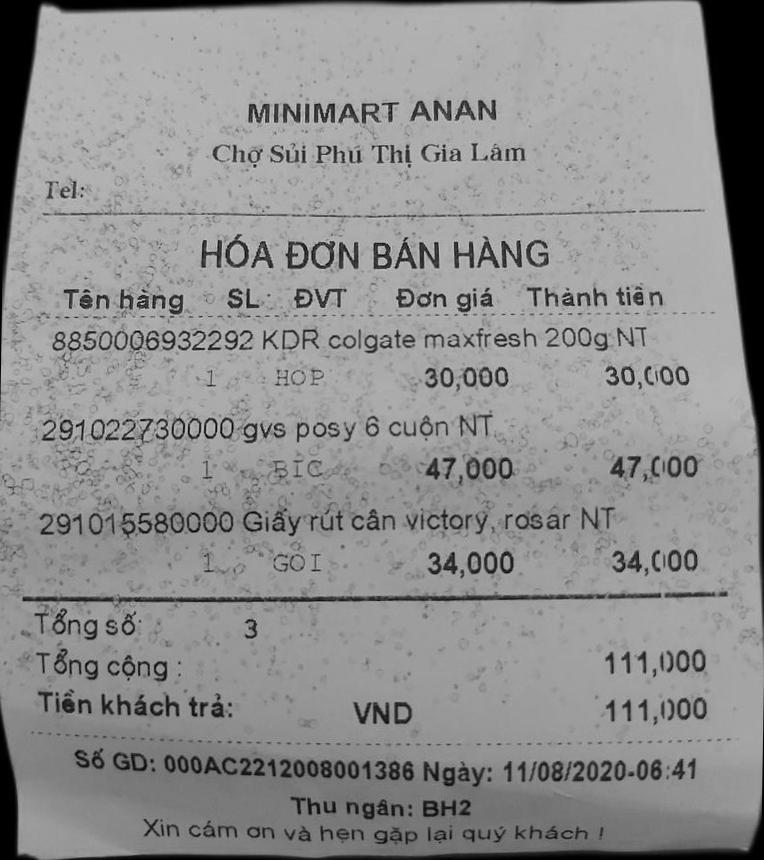 MINIMART ANAN
Chợ Sủi Phú Thị Gia Lâm
Tel:
HÓA ĐƠN BÁN HÀNG
Tên hàng SL ĐVT Đơn giá Thành tiền
8850006932292 KDR colgate maxfresh 200g NT
1 HOP 30,000 30,000
291022730000 gvs posy 6 cuộn NT
1 BIC 47,000 47,000
291015580000 Giấy rút cân victory, rosar NT
1 GOI 34,000 34,000
Tổng số: 3
Tổng cộng : 111,000
Tiền khách trả: VND 111,000
Số GD: 000AC2212008001386 Ngày: 11/08/2020-06:41
Thu ngân: BH2
Xin cám ơn và hẹn gặp lại quý khách !